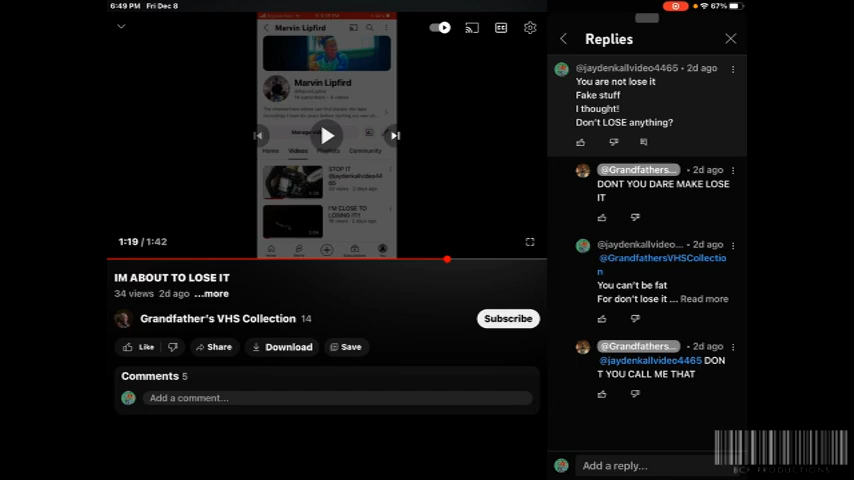 6:49 PM Fri Dec 8
67%
Marvin Lipfird
Marvin Lipfird
Home Videos Playlists Community
STOP IT
@jaydenkallvideo44
65
I'M CLOSE TO
LOSING IT!!
1:19 / 1:42
IM ABOUT TO LOSE IT
34 views 2d ago ...more
Grandfather's VHS Collection 14
Subscribe
Like
Share
Download
Save
Comments 5
Add a comment...
Replies
@jaydenkallvideo4465 • 2d ago
You are not lose it
Fake stuff
I thought!
Don't LOSE anything?
@Grandfathers... • 2d ago
DONT YOU DARE MAKE LOSE
IT
@jaydenkallvideo... • 2d ago
@GrandfathersVHSCollectio
n
You can't be fat
For don't lose it ... Read more
@Grandfathers... • 2d ago
@jaydenkallvideo4465 DON
T YOU CALL ME THAT
Add a reply...
PRODUCTIONS